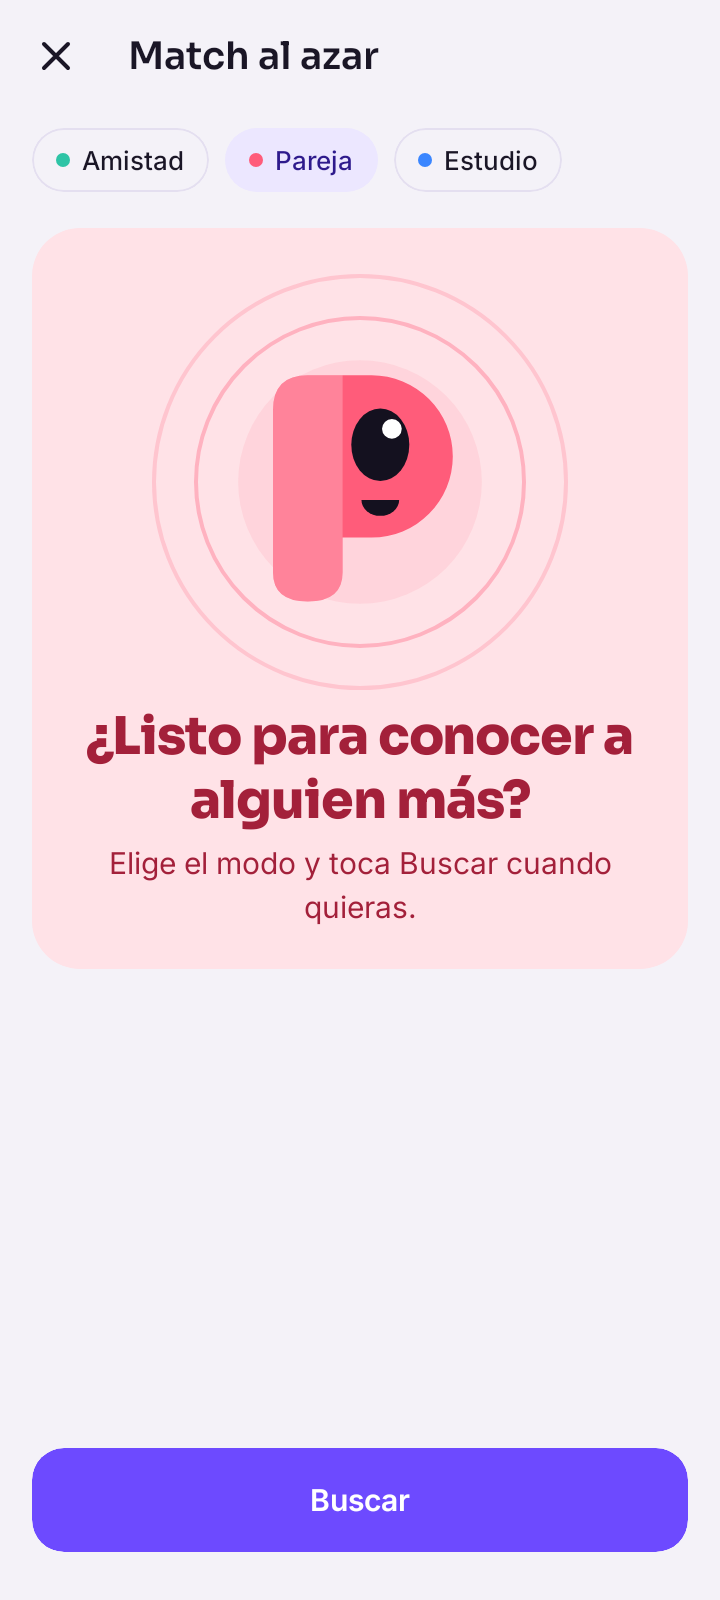 Match al azar
Amistad
Pareja
Estudio
¿Listo para conocer a
alguien más?
Elige el modo y toca Buscar cuando
quieras.
Buscar